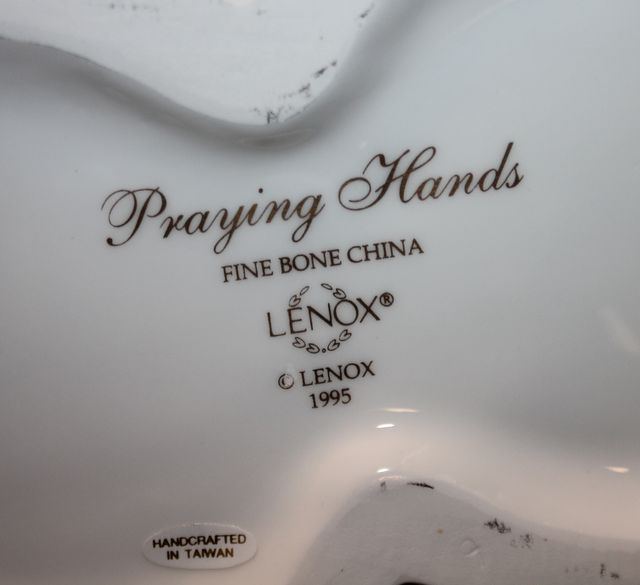 Praying Hands
FINE BONE CHINA
LENOX®
© LENOX
1995
HANDCRAFTED
IN TAIWAN